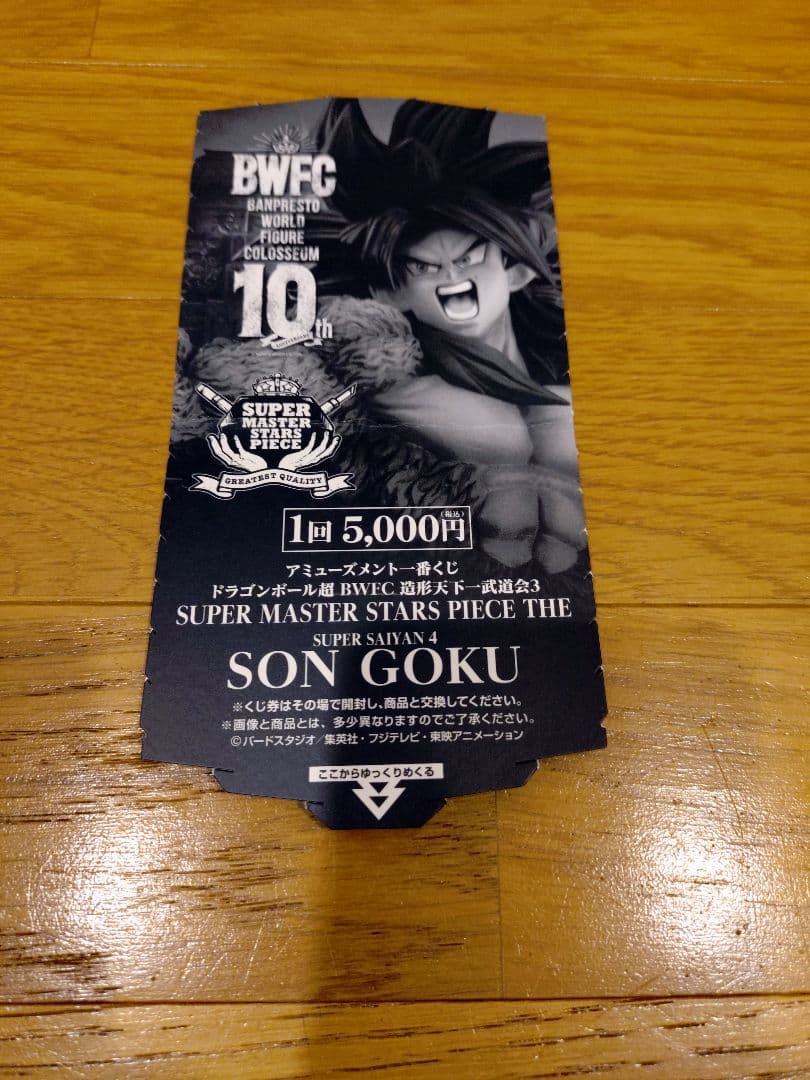 BWFC
BANPRESTO
WORLD
FIGURE
COLOSSEUM
10th
ANNIVERSARY
SUPER
MASTER
STARS
PIECE
GREATEST QUALITY
1回 5,000円(税込)
アミューズメント一番くじ
ドラゴンボール超 BWFC 造形天下一武道会3
SUPER MASTER STARS PIECE THE
SUPER SAIYAN 4
SON GOKU
※くじ券はその場で開封し、商品と交換してください。
※画像と商品とは、多少異なりますのでご了承ください。
©バードスタジオ/集英社・フジテレビ・東映アニメーション
ここからゆっくりめくる